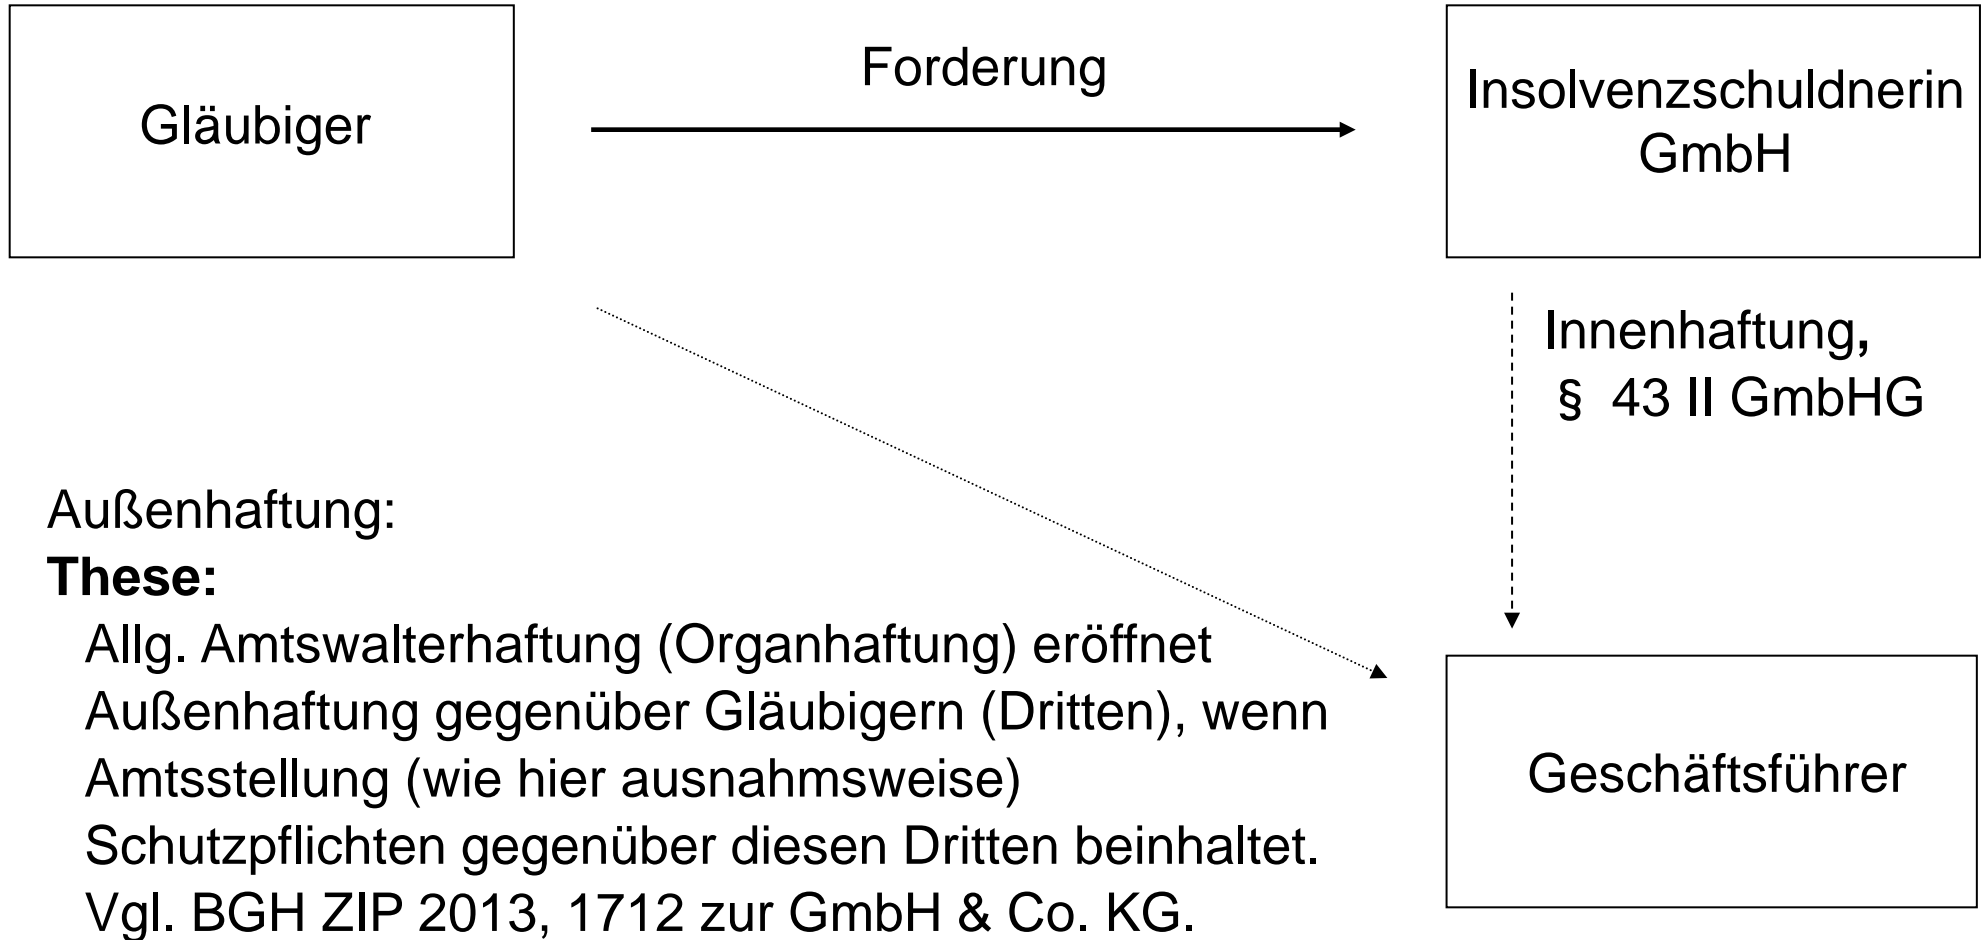 Gläubiger
Forderung
Insolvenzschuldnerin
GmbH
Innenhaftung,
§ 43 II GmbHG
Außenhaftung:
These:
Allg. Amtswalterhaftung (Organhaftung) eröffnet
Außenhaftung gegenüber Gläubigern (Dritten), wenn
Amtsstellung (wie hier ausnahmsweise)
Schutzpflichten gegenüber diesen Dritten beinhaltet.
Vgl. BGH ZIP 2013, 1712 zur GmbH & Co. KG.
Geschäftsführer